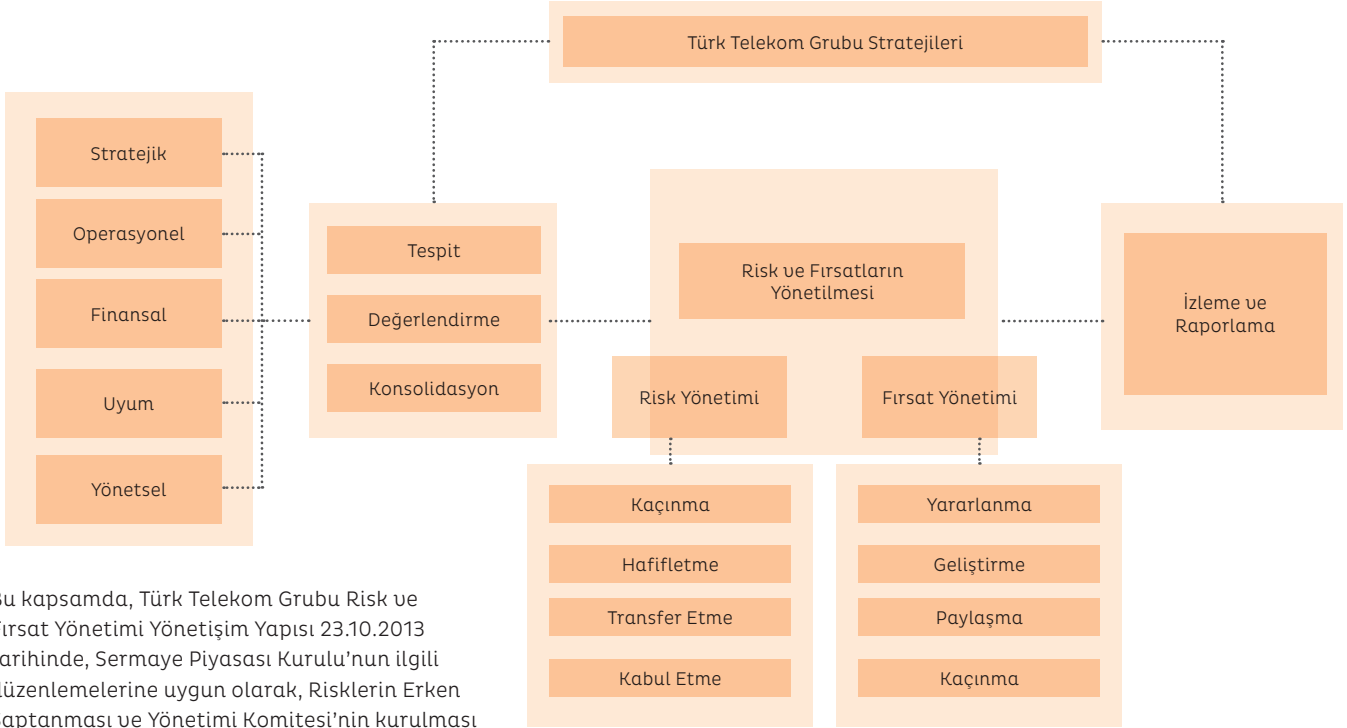 Türk Telekom Grubu Stratejileri
Stratejik
Operasyonel
Finansal
Uyum
Yönetsel
Tespit
Değerlendirme
Konsolidasyon
Risk ve Fırsatların
Yönetilmesi
Risk Yönetimi
Fırsat Yönetimi
İzleme ve
Raporlama
Kaçınma
Hafifletme
Transfer Etme
Kabul Etme
Yararlanma
Geliştirme
Paylaşma
Kaçınma
Bu kapsamda, Türk Telekom Grubu Risk ve
Fırsat Yönetimi Yönetişim Yapısı 23.10.2013
tarihinde, Sermaye Piyasası Kurulu’nun ilgili
düzenlemelerine uygun olarak, Risklerin Erken
Saptanması ve Yönetimi Komitesi’nin kurulması